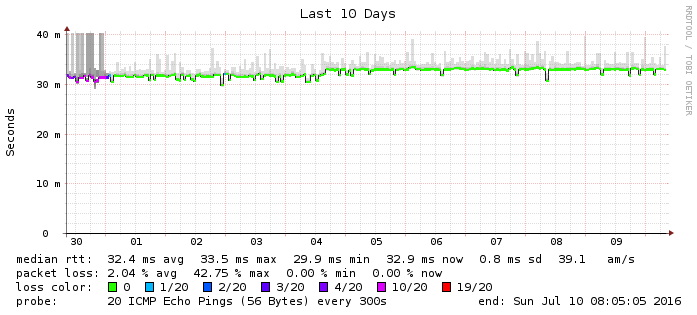 Last 10 Days
RRDTOOL / TOBI OETIKER
Seconds
40 m
30 m
20 m
10 m
0
30 01 02 03 04 05 06 07 08 09
median rtt: 32.4 ms avg 33.5 ms max 29.9 ms min 32.9 ms now 0.8 ms sd 39.1 am/s
packet loss: 2.04 % avg 42.75 % max 0.00 % min 0.00 % now
loss color: 0 1/20 2/20 3/20 4/20 10/20 19/20
probe: 20 ICMP Echo Pings (56 Bytes) every 300s end: Sun Jul 10 08:05:05 2016